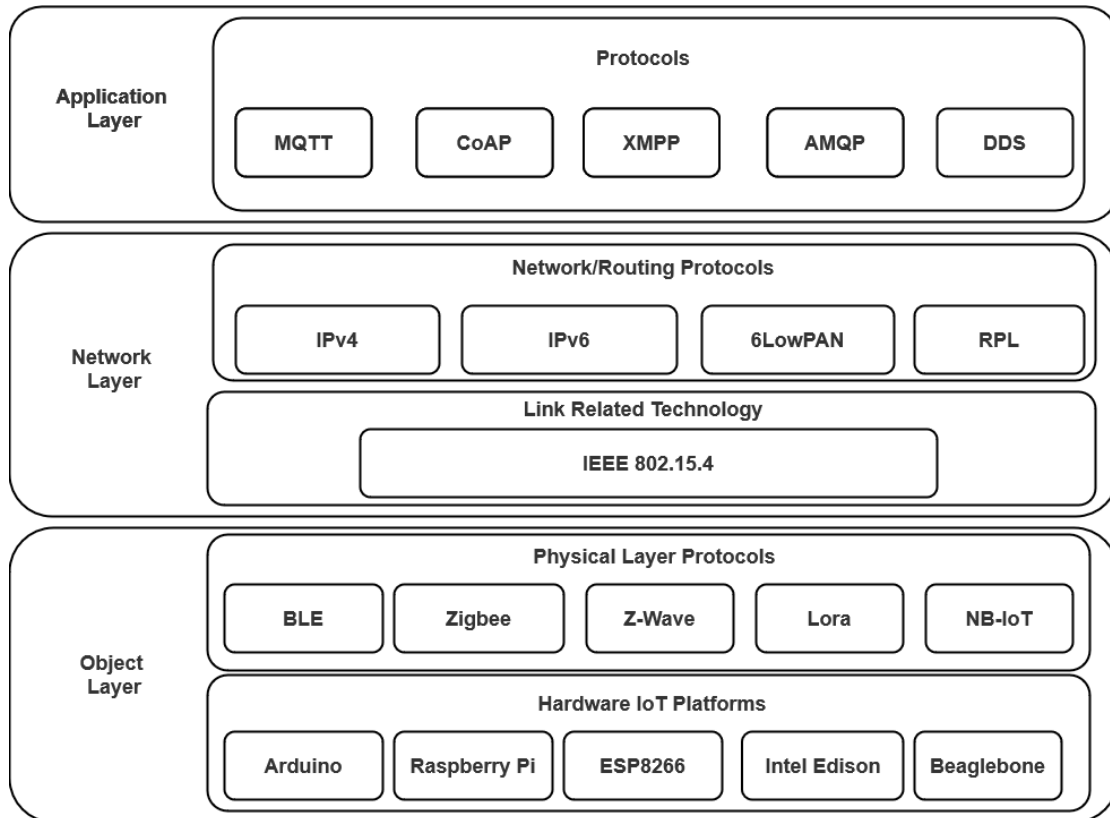 Protocols
Application
Layer
MQTT CoAP XMPP AMQP DDS
Network/Routing Protocols
IPv4 IPv6 6LowPAN RPL
Network
Layer
Link Related Technology
IEEE 802.15.4
Physical Layer Protocols
BLE Zigbee Z-Wave Lora NB-IoT
Object
Layer
Hardware IoT Platforms
Arduino Raspberry Pi ESP8266 Intel Edison Beaglebone